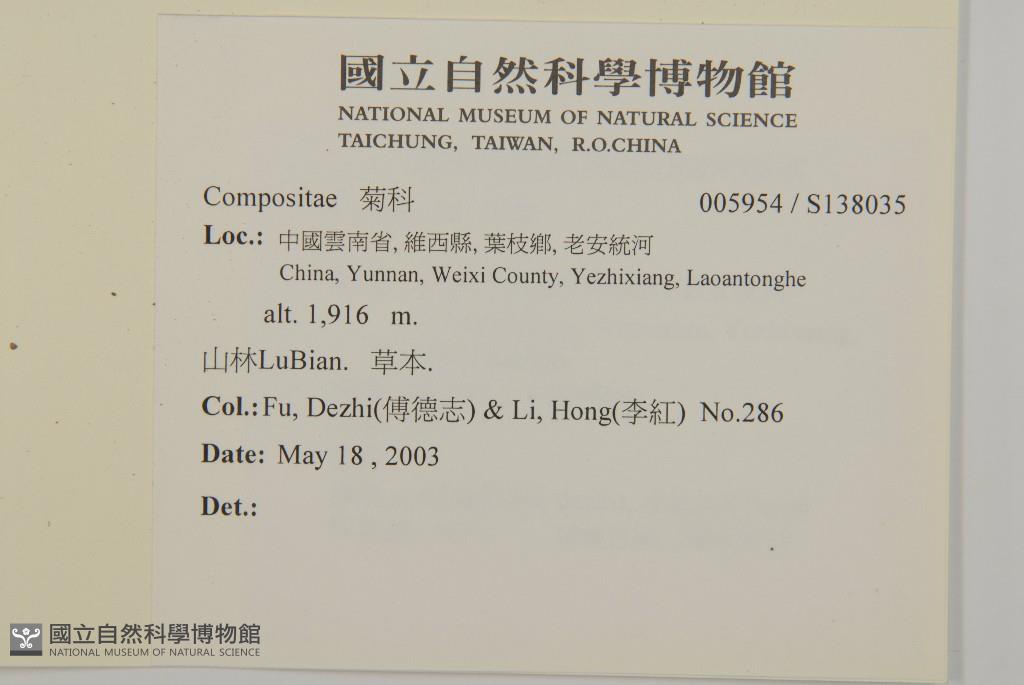 國立自然科學博物館
NATIONAL MUSEUM OF NATURAL SCIENCE
TAICHUNG, TAIWAN, R.O.CHINA
Compositae 菊科 005954 / S138035
Loc.: 中國雲南省, 維西縣, 葉枝鄉, 老安統河
China, Yunnan, Weixi County, Yezhixiang, Laoantonghe
alt. 1,916 m.
山林LuBian. 草本.
Col.: Fu, Dezhi(傅德志) & Li, Hong(李紅) No.286
Date: May 18 , 2003
Det.:
國立自然科學博物館
NATIONAL MUSEUM OF NATURAL SCIENCE